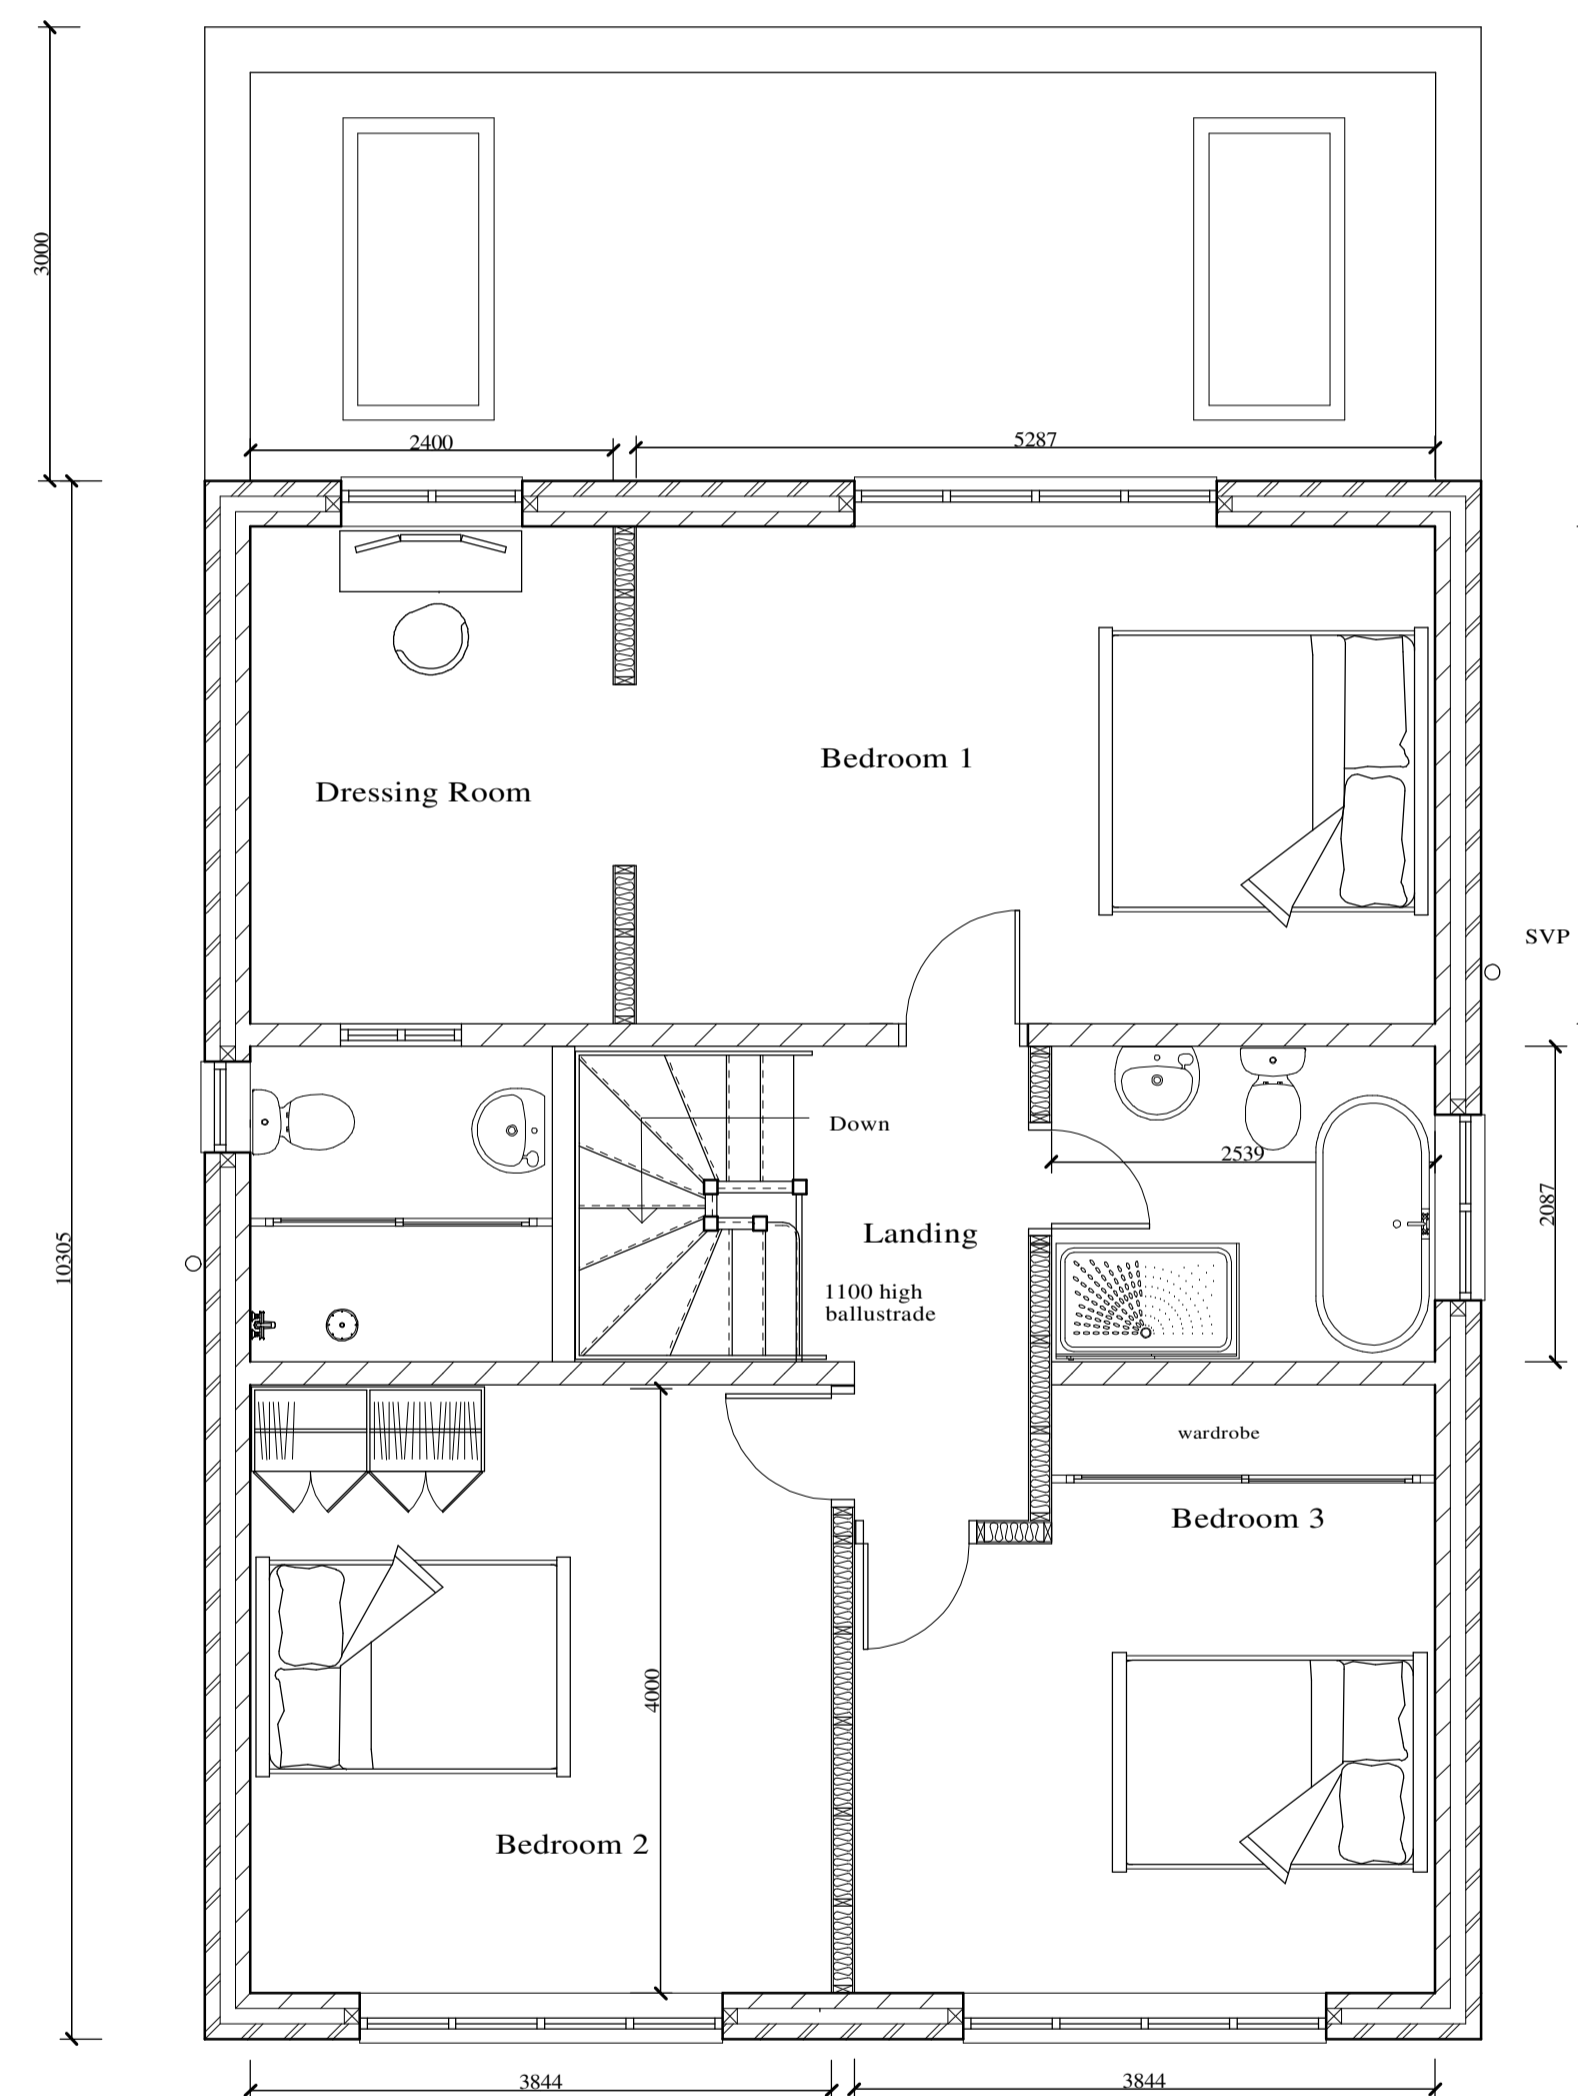 3000
2400
5287
Bedroom 1
Dressing Room
SVP
Down
2539
2087
Landing
10305
1100 high
ballustrade
wardrobe
Bedroom 3
4000
Bedroom 2
3844
3844